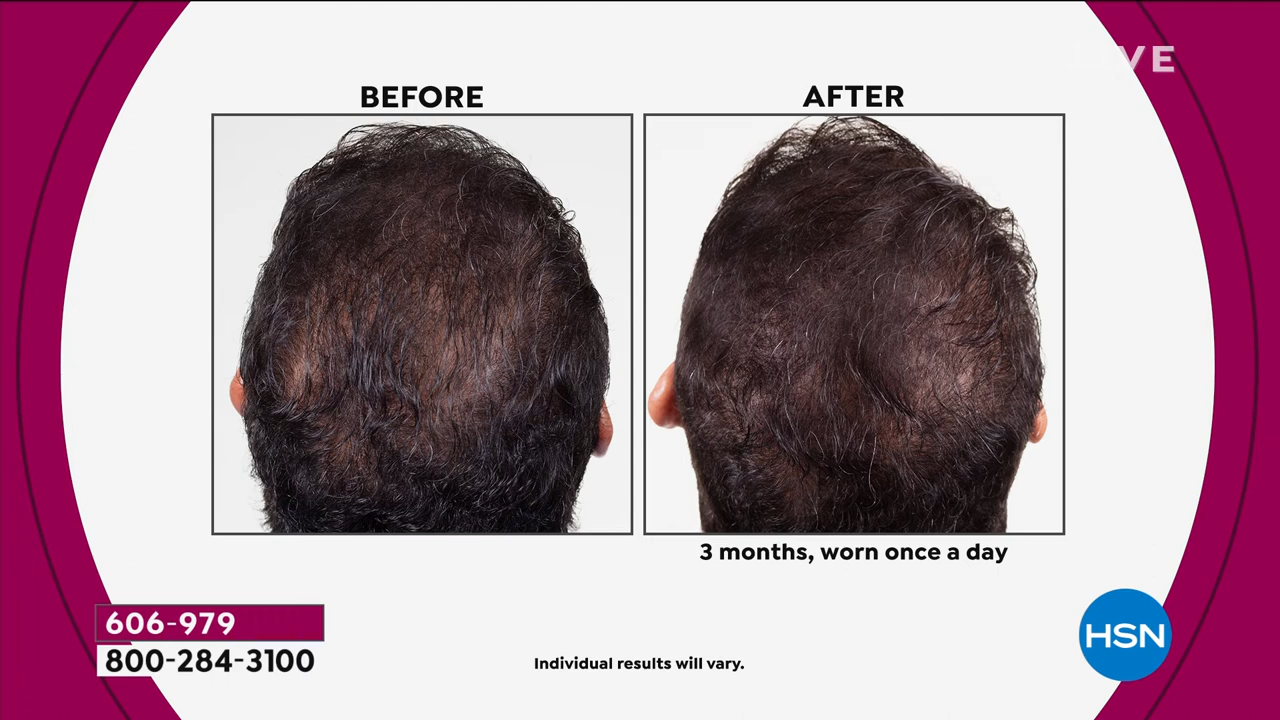 BEFORE
AFTER
3 months, worn once a day
606-979
800-284-3100
Individual results will vary.
HSN